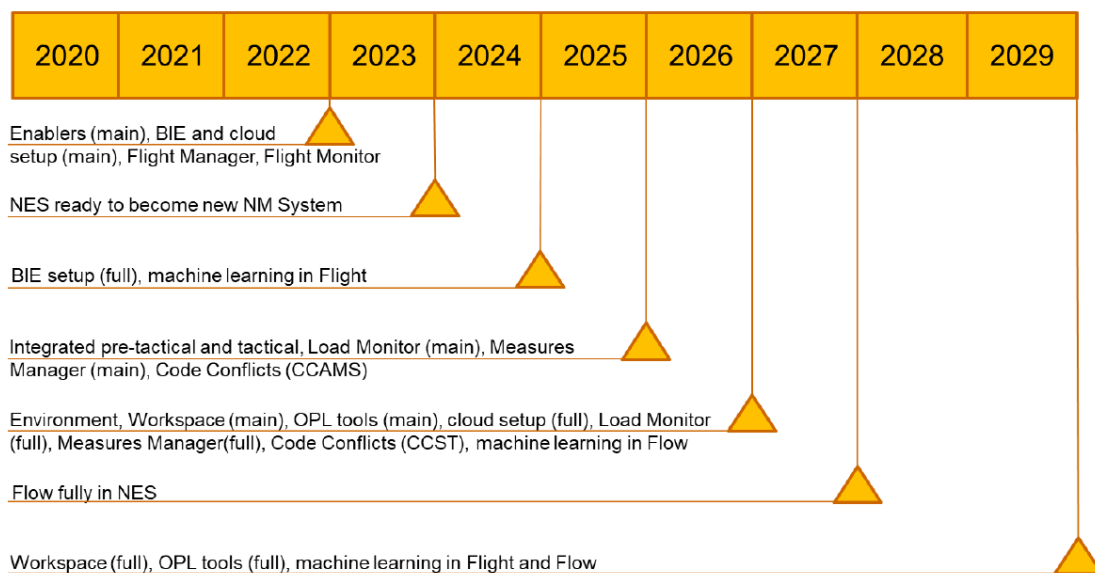 2020 2021 2022 2023 2024 2025 2026 2027 2028 2029
Enablers (main), BIE and cloud
setup (main), Flight Manager, Flight Monitor
NES ready to become new NM System
BIE setup (full), machine learning in Flight
Integrated pre-tactical and tactical, Load Monitor (main), Measures
Manager (main), Code Conflicts (CCAMS)
Environment, Workspace (main), OPL tools (main), cloud setup (full), Load Monitor
(full), Measures Manager(full), Code Conflicts (CCST), machine learning in Flow
Flow fully in NES
Workspace (full), OPL tools (full), machine learning in Flight and Flow